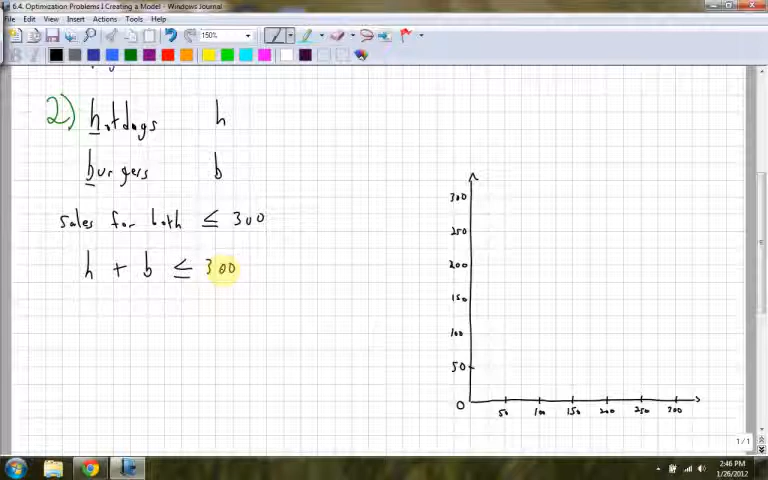 6.4. Optimization Problems I Creating a Model - Windows Journal
File Edit View Insert Actions Tools Help
150%
2) hotdogs h
burgers b
sales for both ≤ 300
h + b ≤ 300
300
250
200
150
100
50
0
50 100 150 200 250 300
1/1
2:46 PM
1/26/2012